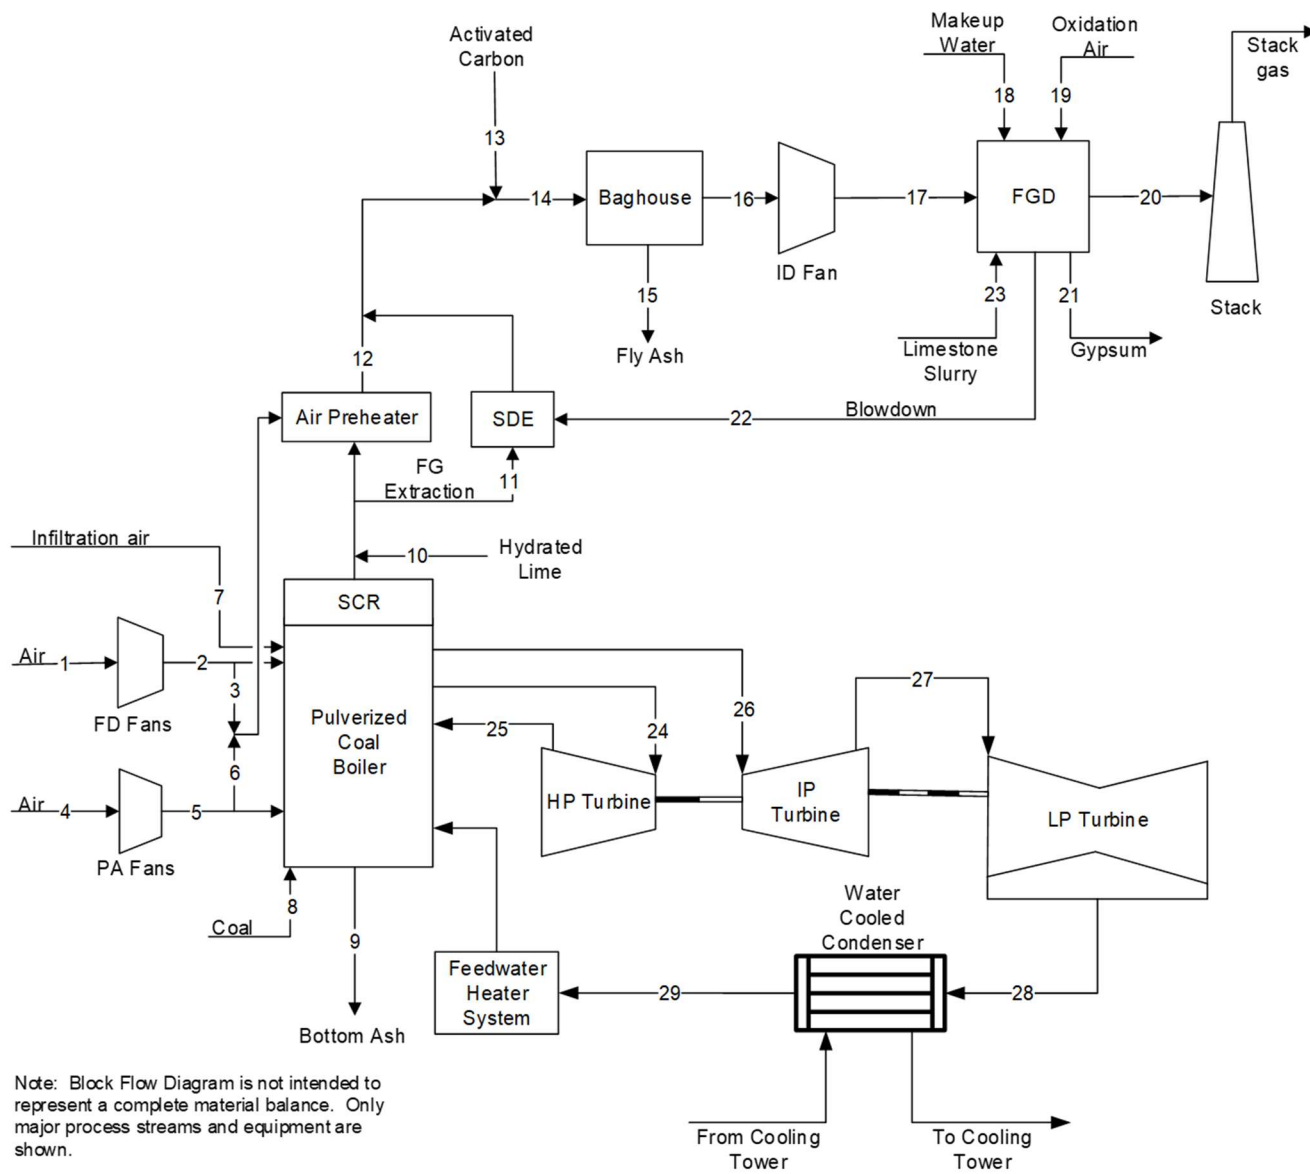 Activated
Carbon
Makeup
Water
Oxidation
Air
Stack
gas
18
19
13
14
Baghouse
16
17
FGD
20
ID Fan
15
23
21
Stack
Fly Ash
Limestone
Slurry
Gypsum
12
Air Preheater
SDE
22
Blowdown
FG
Extraction
11
Infiltration air
10
Hydrated
Lime
7
SCR
Air
1
2
3
FD Fans
Pulverized
Coal
Boiler
25
24
26
27
6
HP Turbine
IP
Turbine
LP Turbine
Air
4
5
PA Fans
8
Coal
9
Water
Cooled
Condenser
Feedwater
Heater
System
29
28
Bottom Ash
Note: Block Flow Diagram is not intended to
represent a complete material balance. Only
major process streams and equipment are
shown.
From Cooling
Tower
To Cooling
Tower